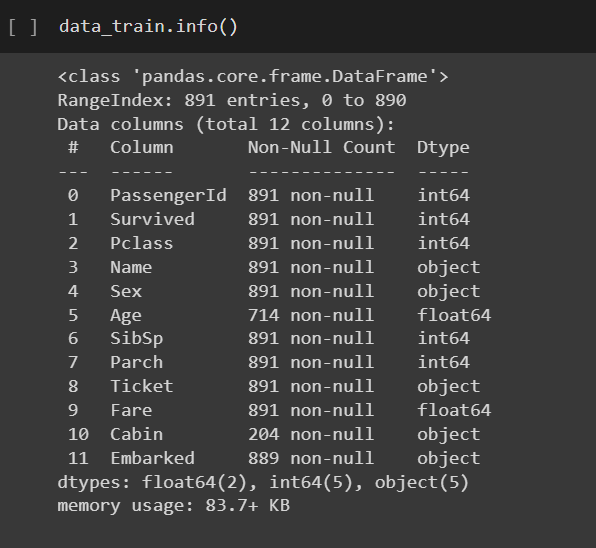 [ ] data_train.info()
<class 'pandas.core.frame.DataFrame'>
RangeIndex: 891 entries, 0 to 890
Data columns (total 12 columns):
 #   Column       Non-Null Count  Dtype
---  ------       --------------  -----
 0   PassengerId  891 non-null    int64
 1   Survived     891 non-null    int64
 2   Pclass       891 non-null    int64
 3   Name         891 non-null    object
 4   Sex          891 non-null    object
 5   Age          714 non-null    float64
 6   SibSp        891 non-null    int64
 7   Parch        891 non-null    int64
 8   Ticket       891 non-null    object
 9   Fare         891 non-null    float64
 10  Cabin        204 non-null    object
 11  Embarked     889 non-null    object
dtypes: float64(2), int64(5), object(5)
memory usage: 83.7+ KB